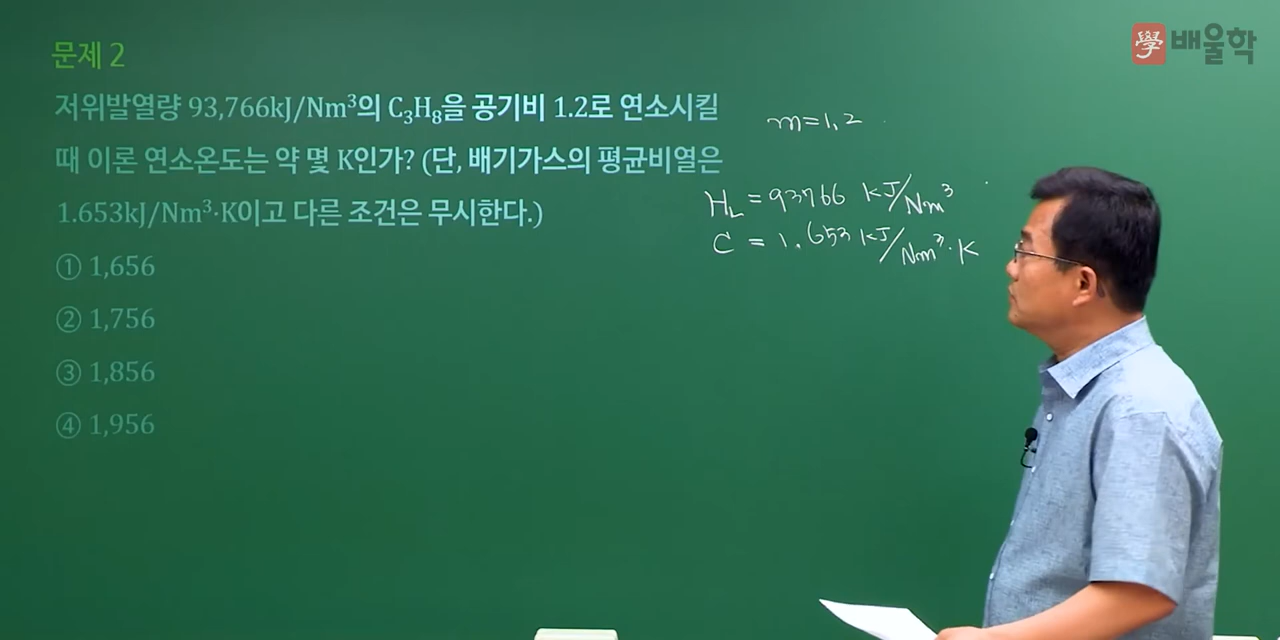 學 배울학
문제 2
저위발열량 93,766kJ/Nm³의 C₃H₈을 공기비 1.2로 연소시킬
때 이론 연소온도는 약 몇 K인가? (단, 배기가스의 평균비열은
1.653kJ/Nm³·K이고 다른 조건은 무시한다.)
① 1,656
② 1,756
③ 1,856
④ 1,956
m=1,2
H_L = 93766 KJ/Nm³
C = 1.653 KJ/Nm³·K